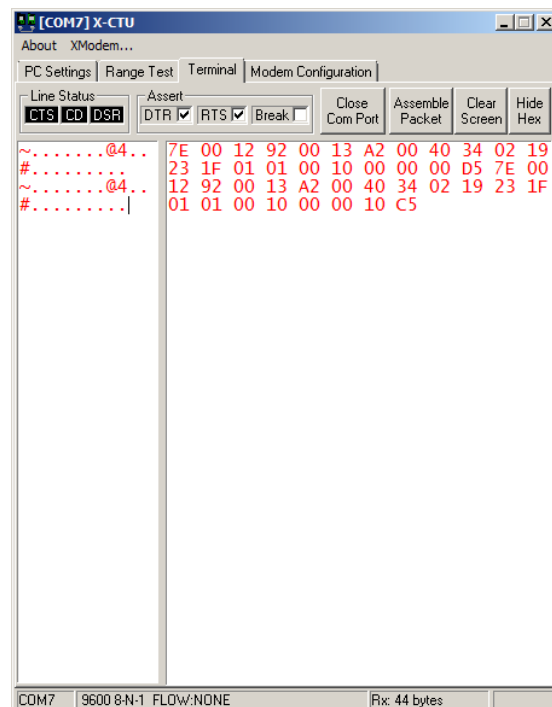 [COM7] X-CTU
About XModem...
PC Settings Range Test Terminal Modem Configuration
Line Status
CTS CD DSR
Assert
DTR RTS Break
Close Com Port
Assemble Packet
Clear Screen
Hide Hex
~.......@4.. 7E 00 12 92 00 13 A2 00 40 34 02 19
#......... 23 1F 01 01 00 10 00 00 00 D5 7E 00
~.......@4.. 12 92 00 13 A2 00 40 34 02 19 23 1F
#......... 01 01 00 10 00 00 10 C5
COM7 9600 8-N-1 FLOW:NONE Rx: 44 bytes